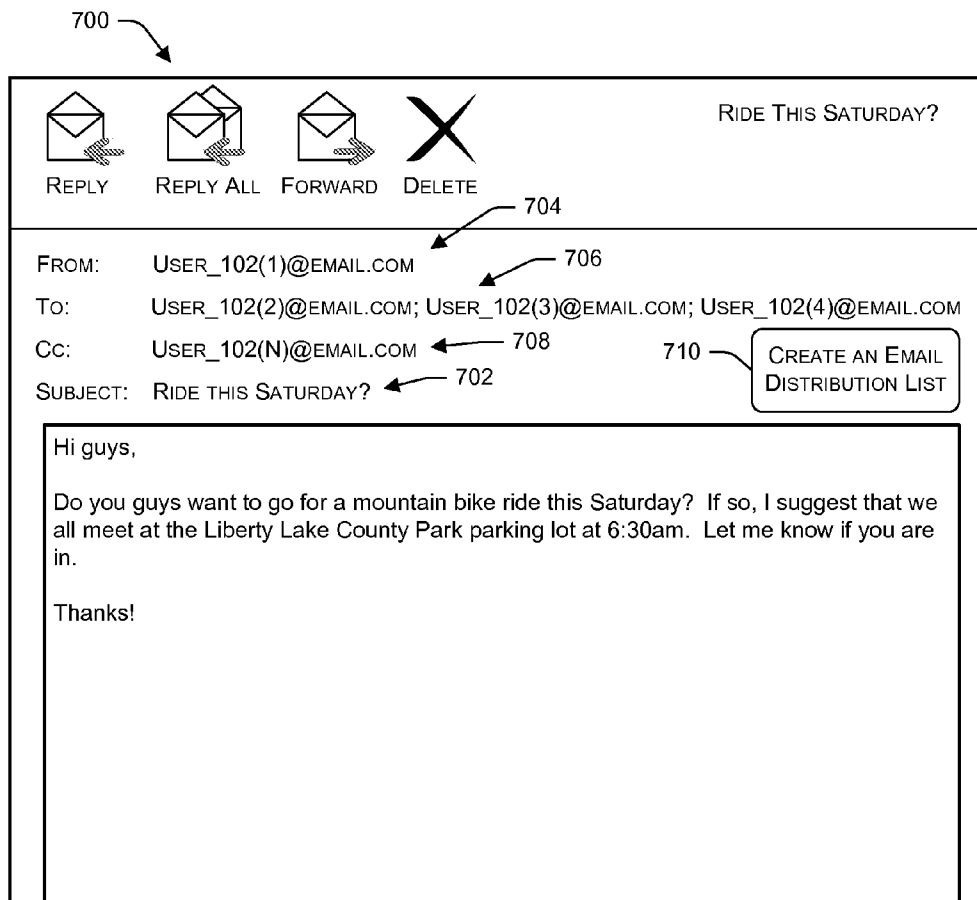 700
RIDE THIS SATURDAY?
REPLY REPLY ALL FORWARD DELETE
704
FROM: USER_102(1)@EMAIL.COM
706
TO: USER_102(2)@EMAIL.COM; USER_102(3)@EMAIL.COM; USER_102(4)@EMAIL.COM
CC: USER_102(N)@EMAIL.COM
708
710
CREATE AN EMAIL
DISTRIBUTION LIST
702
SUBJECT: RIDE THIS SATURDAY?
Hi guys,
Do you guys want to go for a mountain bike ride this Saturday?  If so, I suggest that we
all meet at the Liberty Lake County Park parking lot at 6:30am.  Let me know if you are
in.
Thanks!